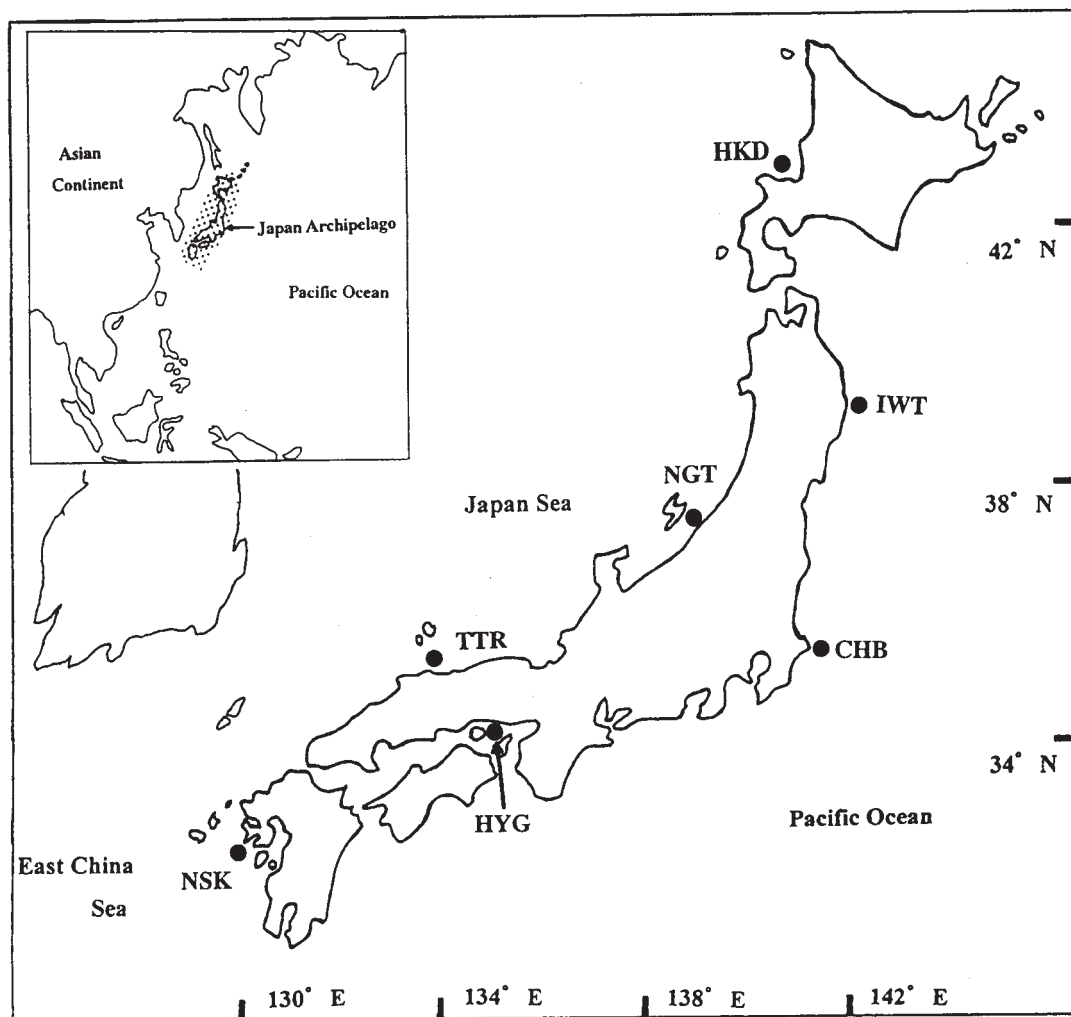 Asian
Continent
Japan Archipelago
Pacific Ocean
HKD
42° N
IWT
NGT
38° N
Japan Sea
TTR
CHB
34° N
HYG
Pacific Ocean
East China
Sea
NSK
130° E
134° E
138° E
142° E